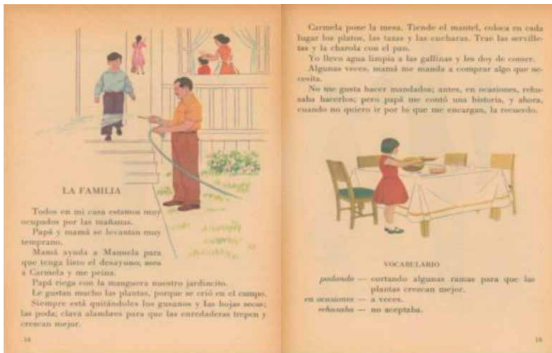 LA FAMILIA
Todos en mi casa estamos muy
ocupados por las mañanas.
Papá y mamá se levantan muy
temprano.
Mamá ayuda a Manuela para
que tenga listo el desayuno; asea
a Carmela y me peina.
Papá riega con la manguera nuestro jardincito.
Le gustan mucho las plantas, porque se crió en el campo.
Siempre está quitándoles los gusanos y las hojas secas;
las poda; clava alambres para que las enredaderas trepen y
crezcan mejor.
Carmela pone la mesa. Tiende el mantel, coloca en cada
lugar los platos, las tazas y las cucharas. Trae las serville-
tas y la charola con el pan.
Yo llevo agua limpia a las gallinas y les doy de comer.
Algunas veces, mamá me manda a comprar algo que ne-
cesita.
No me gusta hacer mandados; antes, en ocasiones, rehu-
saba hacerlos; pero papá me contó una historia, y ahora,
cuando no quiero ir por lo que me encargan, la recuerdo.
VOCABULARIO
podando — cortando algunas ramas para que las
plantas crezcan mejor.
en ocasiones — a veces.
rehusaba — no aceptaba.